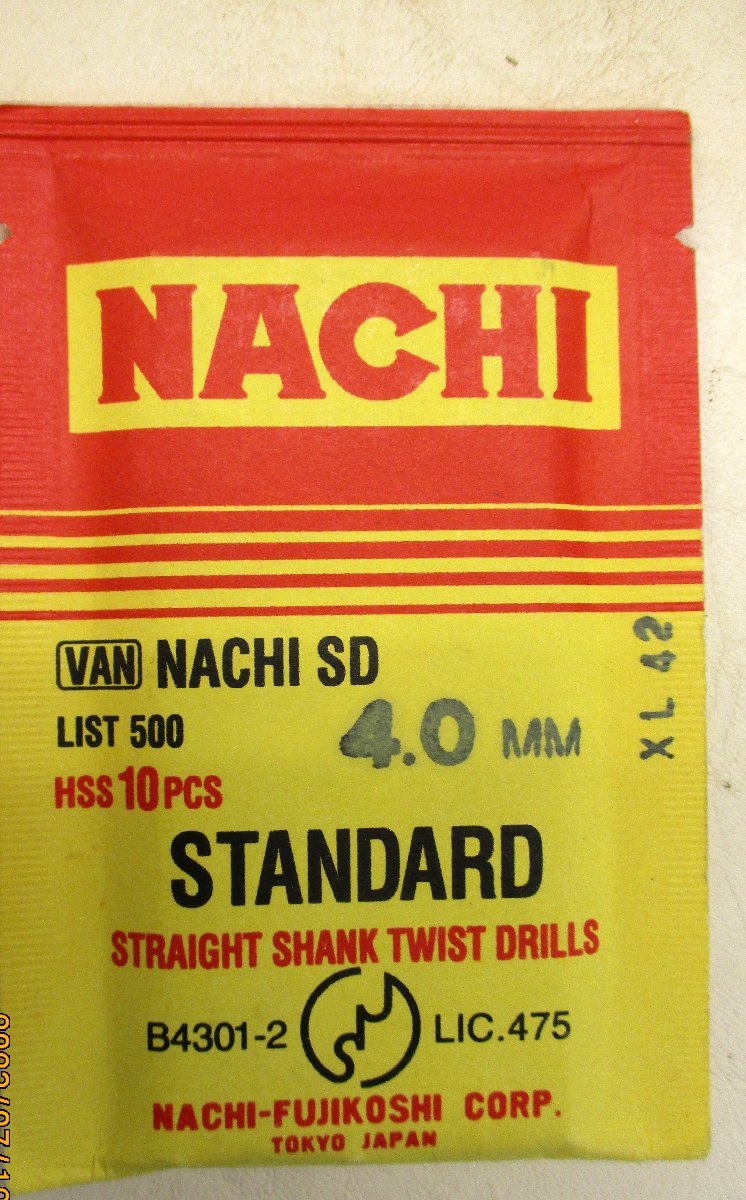 NACHI
VAN NACHI SD
LIST 500
4.0 MM
XL 42
HSS 10 PCS
STANDARD
STRAIGHT SHANK TWIST DRILLS
B4301-2
LIC.475
NACHI-FUJIKOSHI CORP.
TOKYO JAPAN